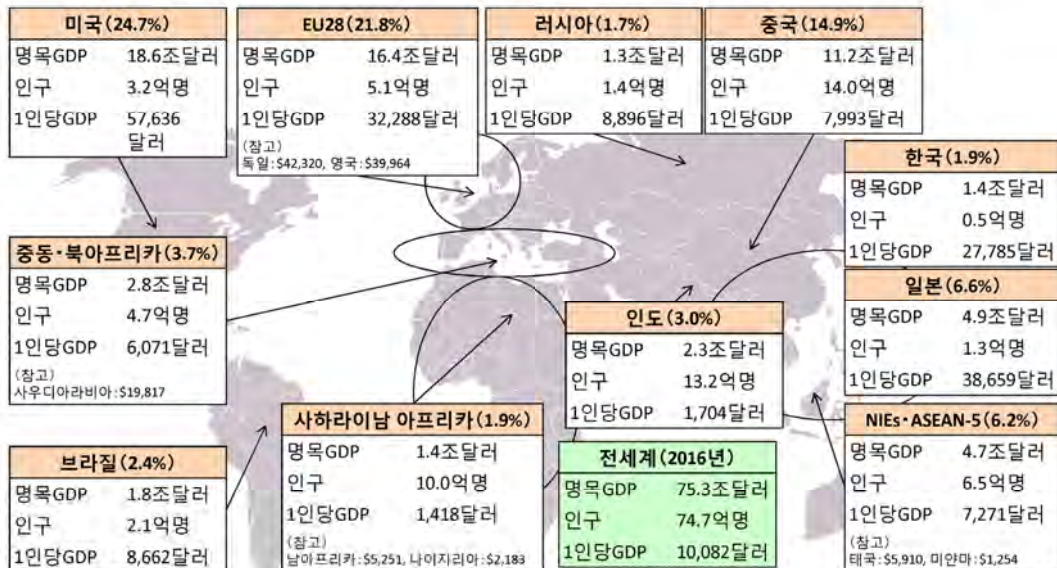 미국(24.7%)
명목GDP 18.6조달러
인구 3.2억명
1인당GDP 57,636
달러
EU28(21.8%)
명목GDP 16.4조달러
인구 5.1억명
1인당GDP 32,288달러
(참고)
독일:$42,320, 영국:$39,964
러시아(1.7%)
명목GDP 1.3조달러
인구 1.4억명
1인당GDP 8,896달러
중국(14.9%)
명목GDP 11.2조달러
인구 14.0억명
1인당GDP 7,993달러
한국(1.9%)
명목GDP 1.4조달러
인구 0.5억명
1인당GDP 27,785달러
중동·북아프리카(3.7%)
명목GDP 2.8조달러
인구 4.7억명
1인당GDP 6,071달러
(참고)
사우디아라비아:$19,817
인도(3.0%)
명목GDP 2.3조달러
인구 13.2억명
1인당GDP 1,704달러
일본(6.6%)
명목GDP 4.9조달러
인구 1.3억명
1인당GDP 38,659달러
브라질(2.4%)
명목GDP 1.8조달러
인구 2.1억명
1인당GDP 8,662달러
사하라이남 아프리카(1.9%)
명목GDP 1.4조달러
인구 10.0억명
1인당GDP 1,418달러
(참고)
남아프리카:$5,251, 나이지리아:$2,183
전세계(2016년)
명목GDP 75.3조달러
인구 74.7억명
1인당GDP 10,082달러
NIEs·ASEAN-5(6.2%)
명목GDP 4.7조달러
인구 6.5억명
1인당GDP 7,271달러
(참고)
태국:$5,910, 미얀마:$1,254